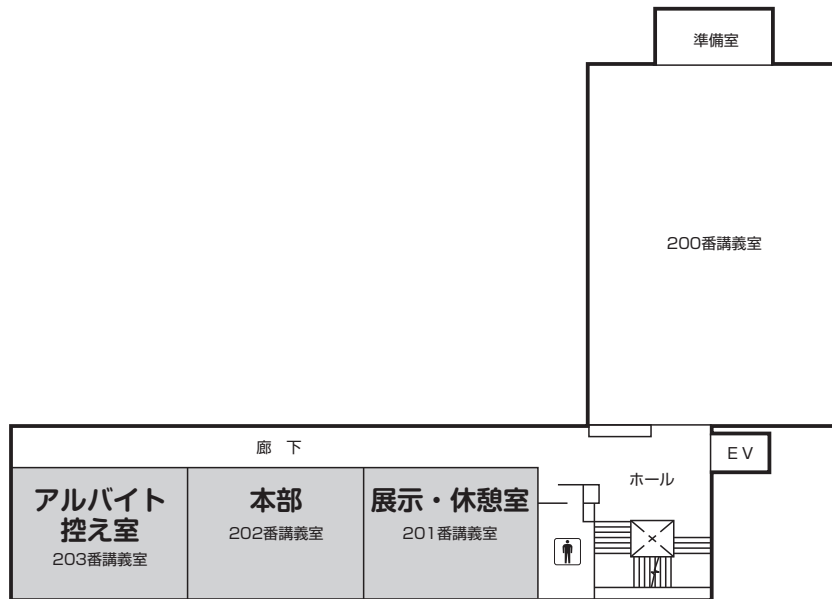 準備室
200番講義室
廊 下
EV
ホール
アルバイト
控え室
203番講義室
本部
202番講義室
展示・休憩室
201番講義室